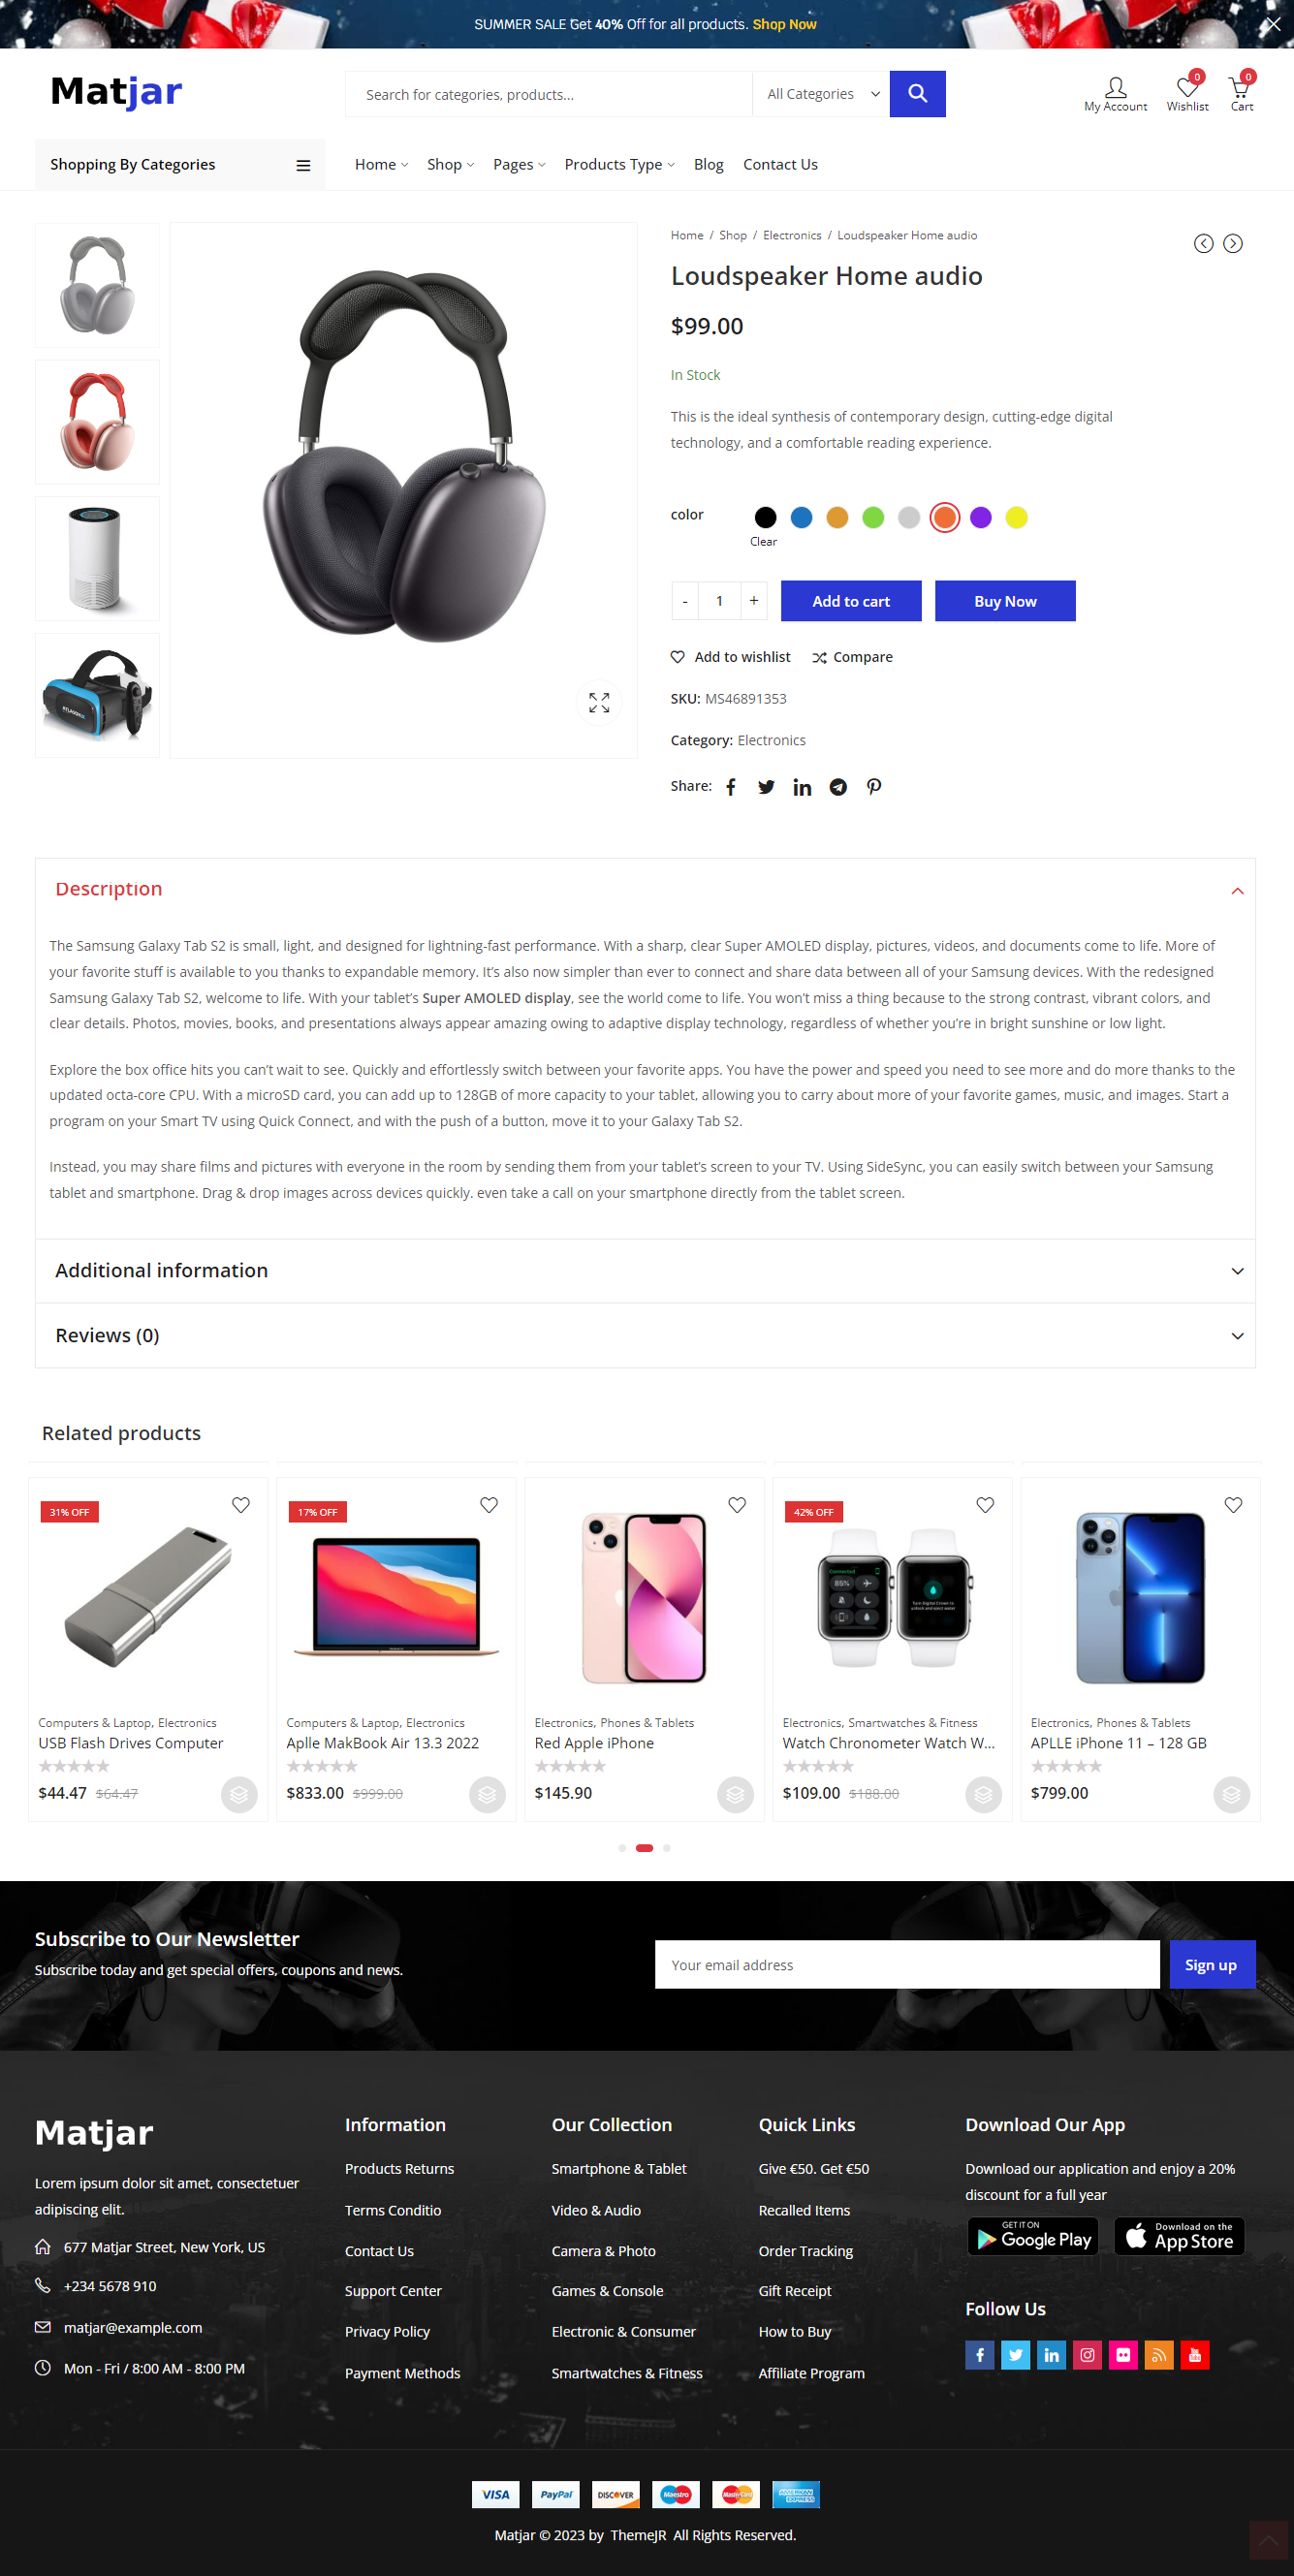 SUMMER SALE Get 40% Off for all products. Shop Now
Matjar
Search for categories, products...
All Categories
0
0
My Account
Wishlist
Cart
Shopping By Categories
Home
Shop
Pages
Products Type
Blog
Contact Us
Home / Shop / Electronics / Loudspeaker Home audio
Loudspeaker Home audio
$99.00
In Stock
This is the ideal synthesis of contemporary design, cutting-edge digital
technology, and a comfortable reading experience.
color
Clear
- 1 +
Add to cart
Buy Now
Add to wishlist
Compare
SKU: MS46891353
Category: Electronics
Share:
Description
The Samsung Galaxy Tab S2 is small, light, and designed for lightning-fast performance. With a sharp, clear Super AMOLED display, pictures, videos, and documents come to life. More of
your favorite stuff is available to you thanks to expandable memory. It’s also now simpler than ever to connect and share data between all of your Samsung devices. With the redesigned
Samsung Galaxy Tab S2, welcome to life. With your tablet’s Super AMOLED display, see the world come to life. You won’t miss a thing because to the strong contrast, vibrant colors, and
clear details. Photos, movies, books, and presentations always appear amazing owing to adaptive display technology, regardless of whether you’re in bright sunshine or low light.
Explore the box office hits you can’t wait to see. Quickly and effortlessly switch between your favorite apps. You have the power and speed you need to see more and do more thanks to the
updated octa-core CPU. With a microSD card, you can add up to 128GB of more capacity to your tablet, allowing you to carry about more of your favorite games, music, and images. Start a
program on your Smart TV using Quick Connect, and with the push of a button, move it to your Galaxy Tab S2.
Instead, you may share films and pictures with everyone in the room by sending them from your tablet’s screen to your TV. Using SideSync, you can easily switch between your Samsung
tablet and smartphone. Drag & drop images across devices quickly. even take a call on your smartphone directly from the tablet screen.
Additional information
Reviews (0)
Related products
31% OFF
Computers & Laptop, Electronics
USB Flash Drives Computer
$44.47 $64.47
17% OFF
Computers & Laptop, Electronics
Aplle MakBook Air 13.3 2022
$833.00 $999.00
Electronics, Phones & Tablets
Red Apple iPhone
$145.90
42% OFF
Connected
85%
Turn Digital Crown to
unlock and eject water
Electronics, Smartwatches & Fitness
Watch Chronometer Watch W...
$109.00 $188.00
Electronics, Phones & Tablets
APLLE iPhone 11 – 128 GB
$799.00
Subscribe to Our Newsletter
Subscribe today and get special offers, coupons and news.
Your email address
Sign up
Matjar
Lorem ipsum dolor sit amet, consectetuer
adipiscing elit.
677 Matjar Street, New York, US
+234 5678 910
matjar@example.com
Mon - Fri / 8:00 AM - 8:00 PM
Information
Products Returns
Terms Conditio
Contact Us
Support Center
Privacy Policy
Payment Methods
Our Collection
Smartphone & Tablet
Video & Audio
Camera & Photo
Games & Console
Electronic & Consumer
Smartwatches & Fitness
Quick Links
Give €50. Get €50
Recalled Items
Order Tracking
Gift Receipt
How to Buy
Affiliate Program
Download Our App
Download our application and enjoy a 20%
discount for a full year
GET IT ON
Google Play
Download on the
App Store
Follow Us
VISA
PayPal
DISCOVER
Maestro
MasterCard
AMERICAN
EXPRESS
Matjar © 2023 by ThemeJR All Rights Reserved.